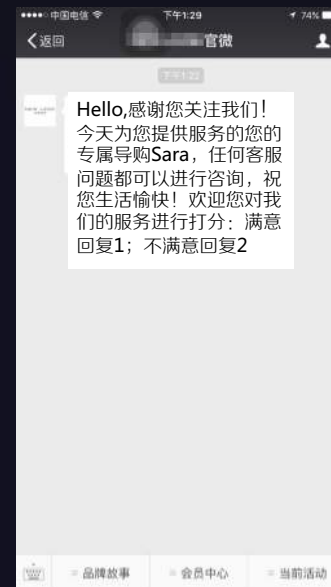 中国电信 下午1:29 74%
返回 官微
下午1:22
Hello,感谢您关注我们！
今天为您提供服务的您的
专属导购Sara，任何客服
问题都可以进行咨询，祝
您生活愉快！欢迎您对我
们的服务进行打分：满意
回复1；不满意回复2
品牌故事 会员中心 当前活动